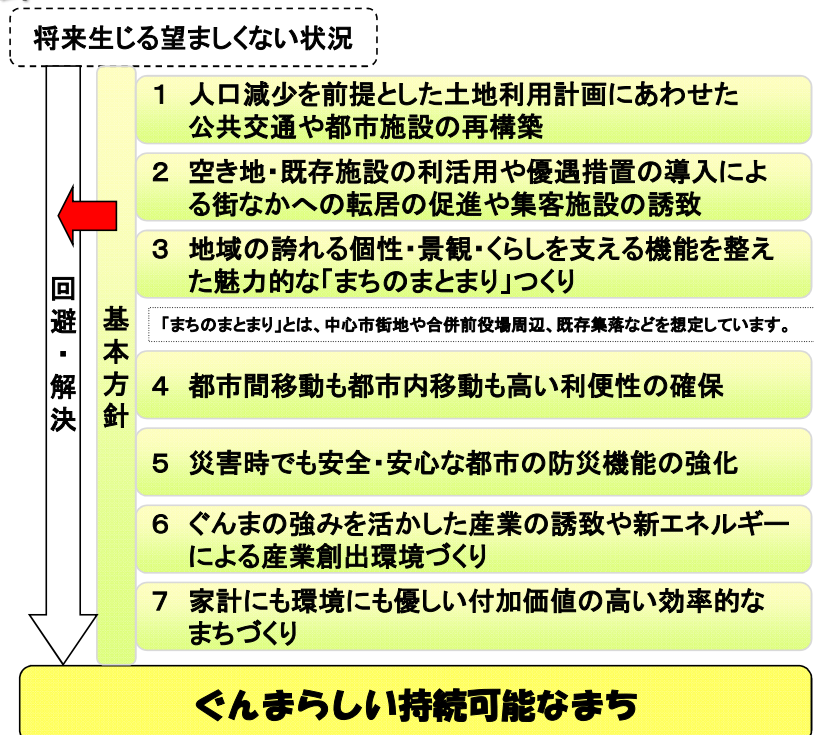 将来生じる望ましくない状況
回避・解決
基本方針
1 人口減少を前提とした土地利用計画にあわせた
公共交通や都市施設の再構築
2 空き地・既存施設の利活用や優遇措置の導入によ
る街なかへの転居の促進や集客施設の誘致
3 地域の誇れる個性・景観・くらしを支える機能を整え
た魅力的な「まちのまとまり」つくり
「まちのまとまり」とは、中心市街地や合併前役場周辺、既存集落などを想定しています。
4 都市間移動も都市内移動も高い利便性の確保
5 災害時でも安全・安心な都市の防災機能の強化
6 ぐんまの強みを活かした産業の誘致や新エネルギー
による産業創出環境づくり
7 家計にも環境にも優しい付加価値の高い効率的な
まちづくり
ぐんまらしい持続可能なまち